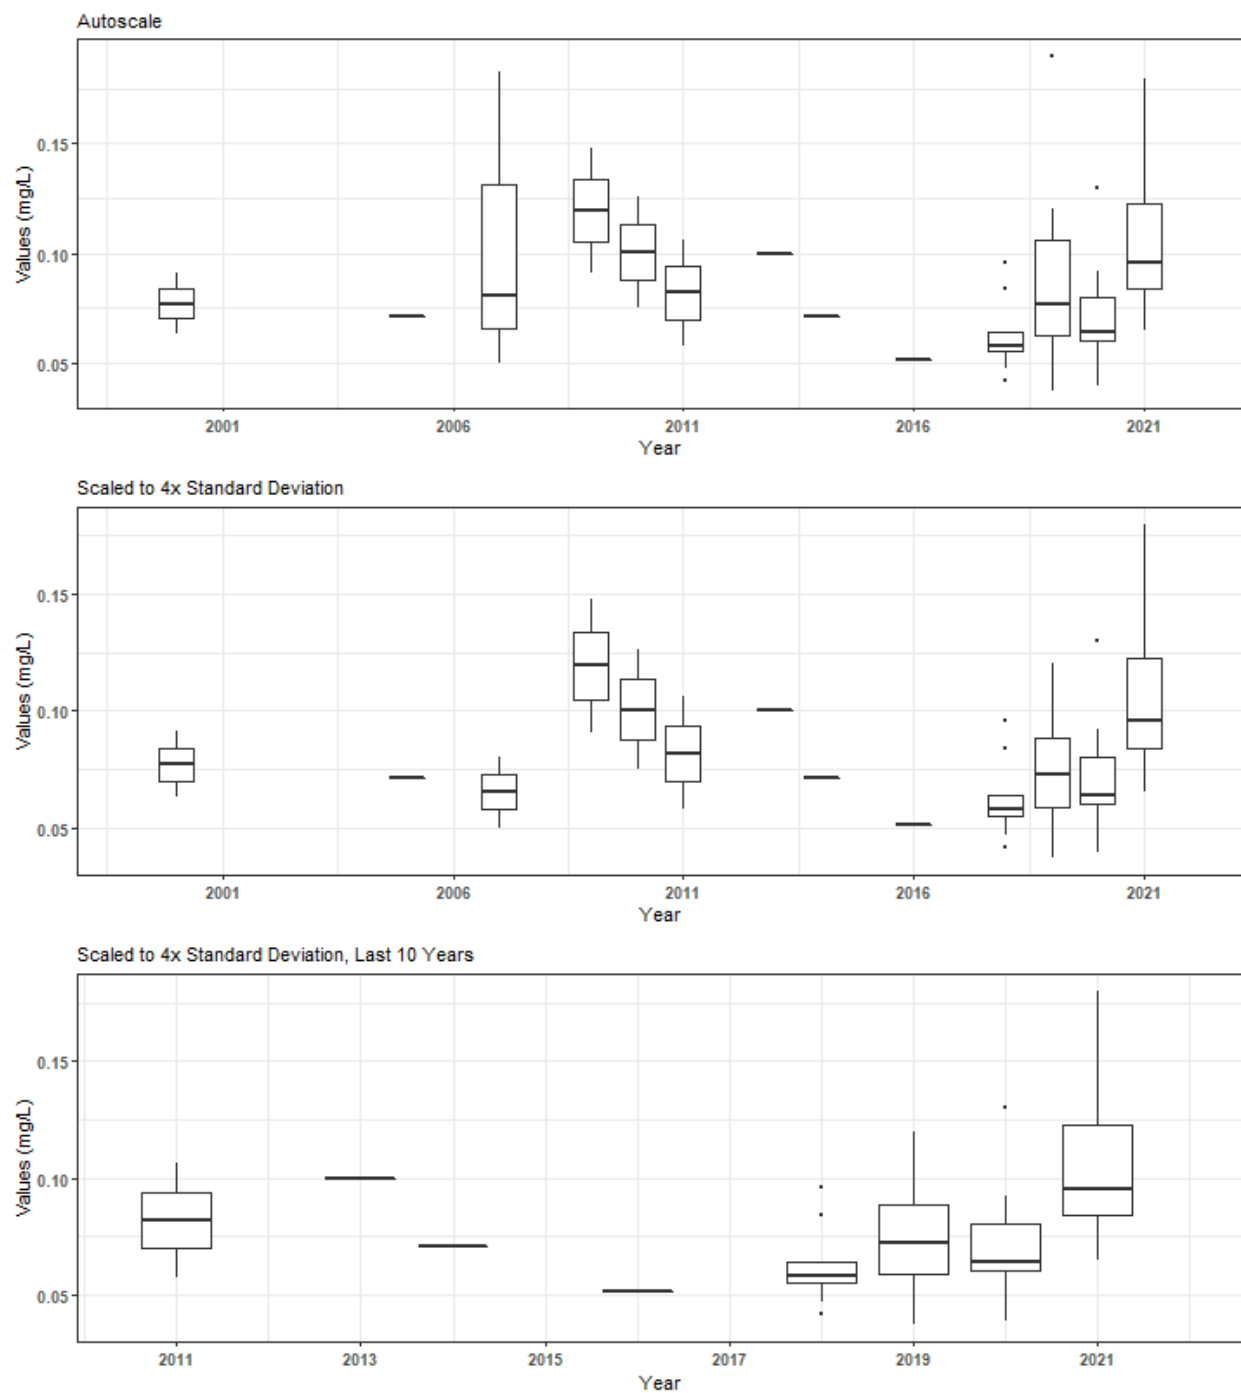 Autoscale
Values (mg/L)
0.15
0.10
0.05
2001 2006 2011 2016 2021
Year
Scaled to 4x Standard Deviation
Values (mg/L)
0.15
0.10
0.05
2001 2006 2011 2016 2021
Year
Scaled to 4x Standard Deviation, Last 10 Years
Values (mg/L)
0.15
0.10
0.05
2011 2013 2015 2017 2019 2021
Year